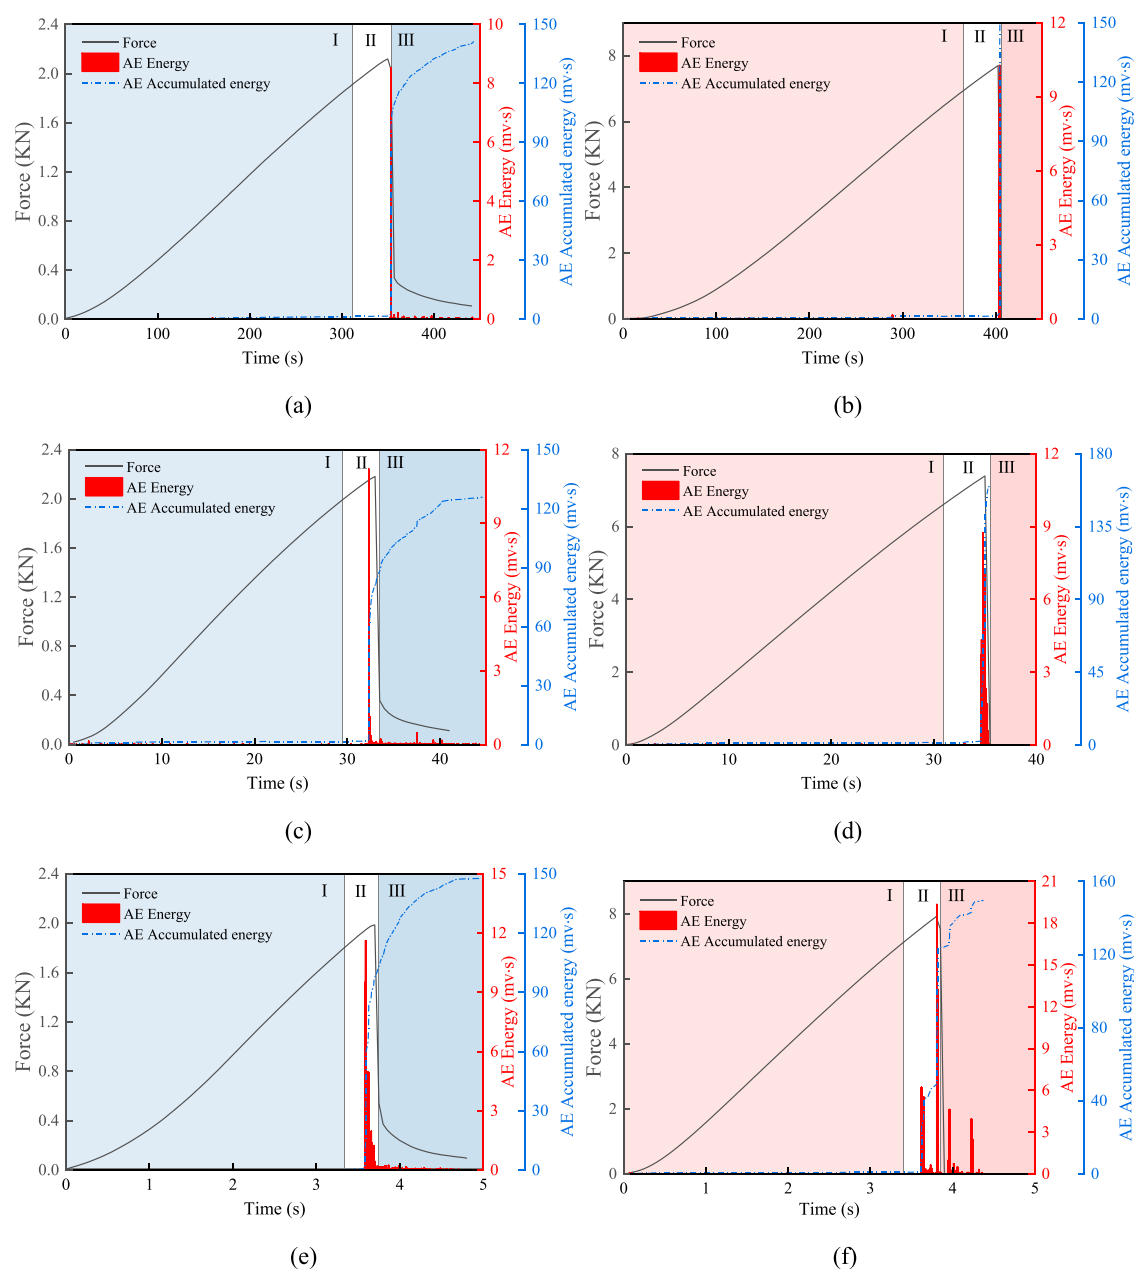 2.4
2.0
1.6
1.2
0.8
0.4
0.0
Force (KN)
Force
AE Energy
AE Accumulated energy
I II III
0 100 200 300 400
Time (s)
10
8
6
4
2
0
AE Energy (mv·s)
150
120
90
60
30
0
AE Accumulated energy (mv·s)
(a)
8
6
4
2
0
Force (KN)
Force
AE Energy
AE Accumulated energy
I II III
0 100 200 300 400
Time (s)
12
9
6
3
0
AE Energy (mv·s)
150
120
90
60
30
0
AE Accumulated energy (mv·s)
(b)
2.4
2.0
1.6
1.2
0.8
0.4
0.0
Force (KN)
Force
AE Energy
AE Accumulated energy
I II III
0 10 20 30 40
Time (s)
12
9
6
3
0
AE Energy (mv·s)
150
120
90
60
30
0
AE Accumulated energy (mv·s)
(c)
8
6
4
2
0
Force (KN)
Force
AE Energy
AE Accumulated energy
I II III
0 10 20 30 40
Time (s)
12
9
6
3
0
AE Energy (mv·s)
180
135
90
45
0
AE Accumulated energy (mv·s)
(d)
2.4
2.0
1.6
1.2
0.8
0.4
0.0
Force (KN)
Force
AE Energy
AE Accumulated energy
I II III
0 1 2 3 4 5
Time (s)
15
12
9
6
3
0
AE Energy (mv·s)
150
120
90
60
30
0
AE Accumulated energy (mv·s)
(e)
8
6
4
2
0
Force (KN)
Force
AE Energy
AE Accumulated energy
I II III
0 1 2 3 4 5
Time (s)
21
18
15
12
9
6
3
0
AE Energy (mv·s)
160
120
80
40
0
AE Accumulated energy (mv·s)
(f)